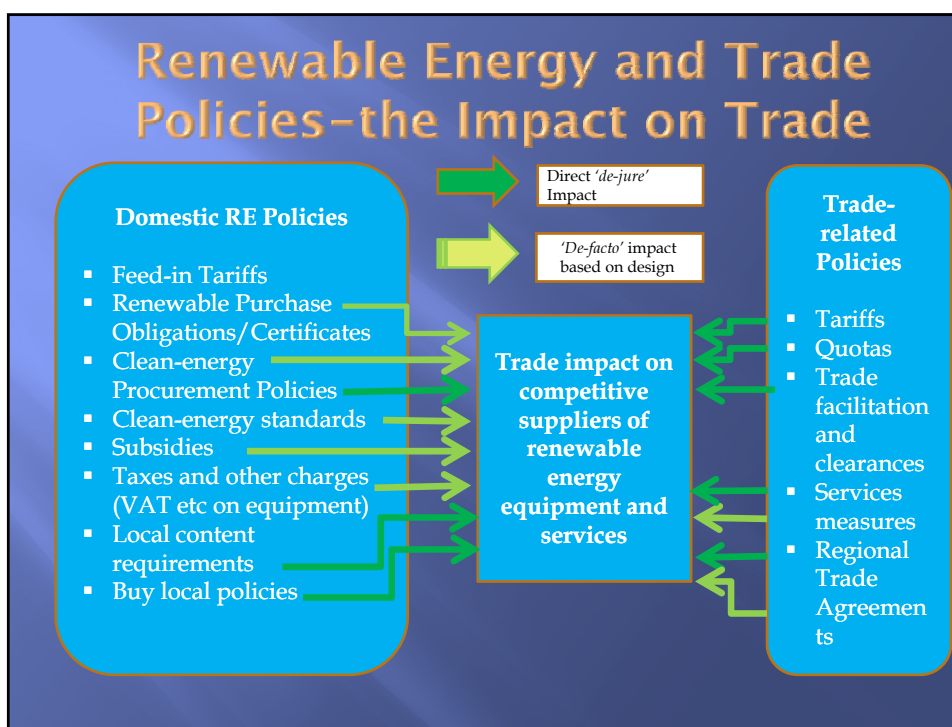 Renewable Energy and Trade
Policies–the Impact on Trade
Direct ‘de-jure’
Impact
‘De-facto’ impact
based on design
Domestic RE Policies
▪ Feed-in Tariffs
▪ Renewable Purchase
Obligations/Certificates
▪ Clean-energy
Procurement Policies
▪ Clean-energy standards
▪ Subsidies
▪ Taxes and other charges
(VAT etc on equipment)
▪ Local content
requirements
▪ Buy local policies
Trade impact on
competitive
suppliers of
renewable
energy
equipment and
services
Trade-
related
Policies
▪ Tariffs
▪ Quotas
▪ Trade
facilitation
and
clearances
▪ Services
measures
▪ Regional
Trade
Agreemen
ts